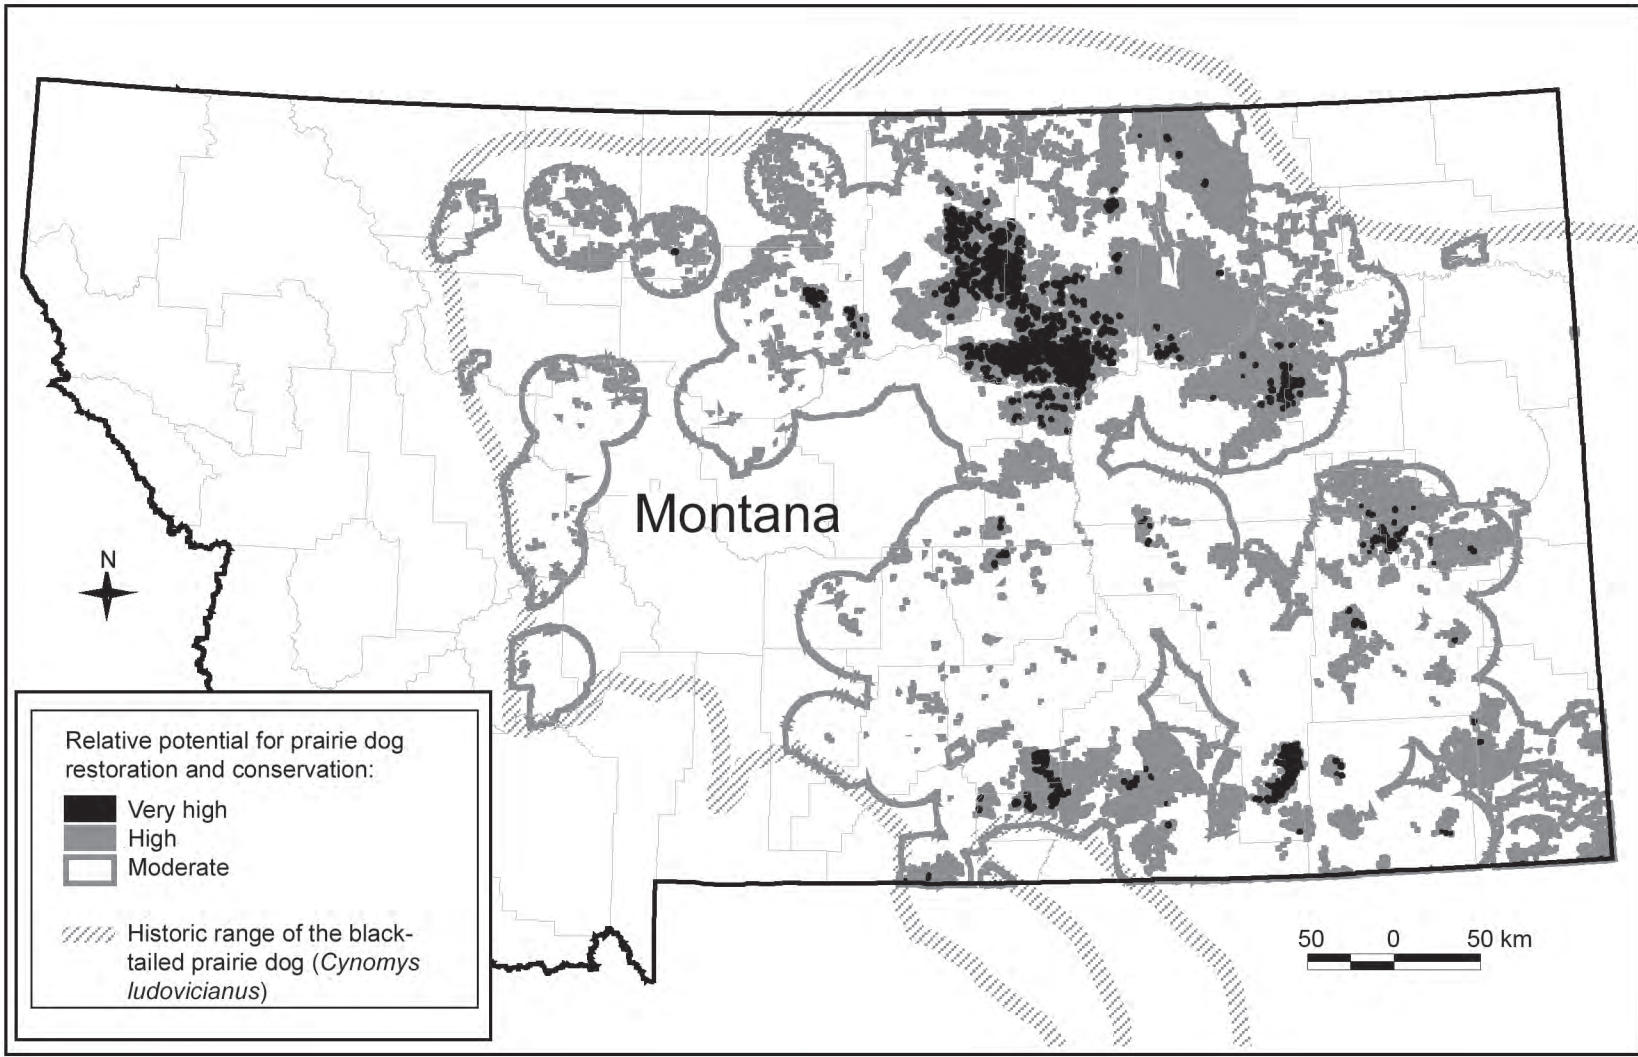 Montana
N
Relative potential for prairie dog
restoration and conservation:
Very high
High
Moderate
Historic range of the black-
tailed prairie dog (Cynomys
ludovicianus)
50 0 50 km